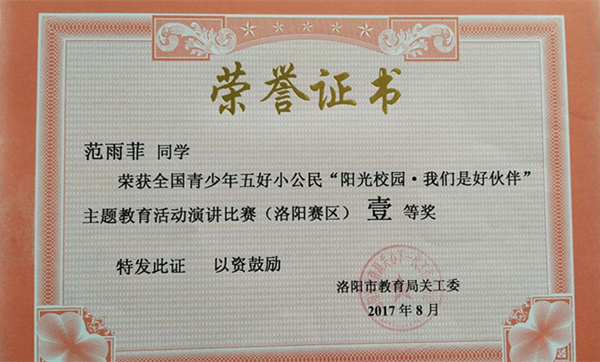 荣誉证书
范雨菲 同学
荣获全国青少年五好小公民“阳光校园·我们是好伙伴”
主题教育活动演讲比赛（洛阳赛区）壹 等奖
特发此证 以资鼓励
洛阳市教育局关工委
2017年8月